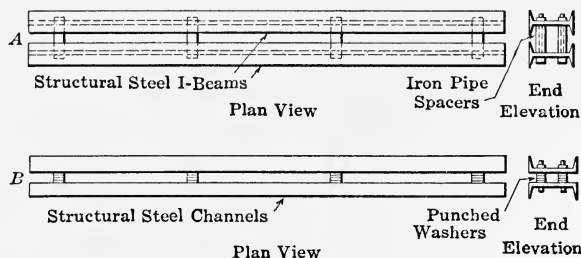 A
Structural Steel I-Beams
Plan View
Iron Pipe
Spacers
End
Elevation
B
Structural Steel Channels
Plan View
Punched
Washers
End
Elevation